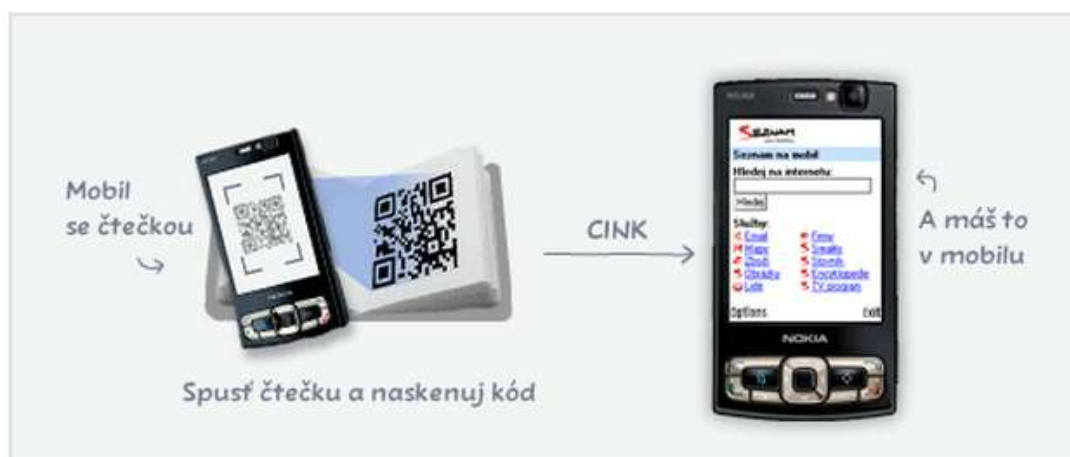 Mobil
se čtečkou
Spusť čtečku a naskenuj kód
NOKIA
CINK
Seznam
Seznam na mobil
Hledej na internetu:
Hledej
Služby:
Email
Firmy
Mapy
Smajlík
Zboží
Slovník
Obrázky
Encyklopedie
Lidé
TV program
Options
Exit
NOKIA
A máš to
v mobilu